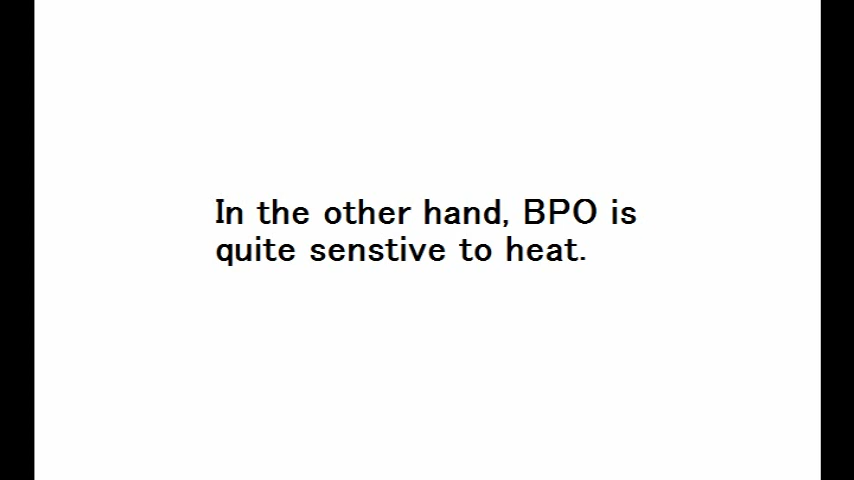 In the other hand, BPO is
quite senstive to heat.